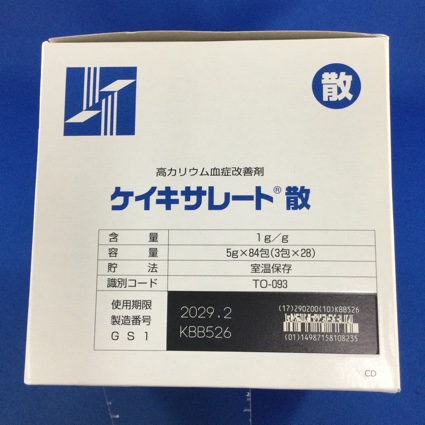 散
高カリウム血症改善剤
ケイキサレート®散
含量 1g/g
容量 5g×84包(3包×28)
貯法 室温保存
識別コード TO-093
使用期限 2029.2
製造番号 KBB526
GS1
(17)290200(10)KBB526
(01)14987158108235
CD